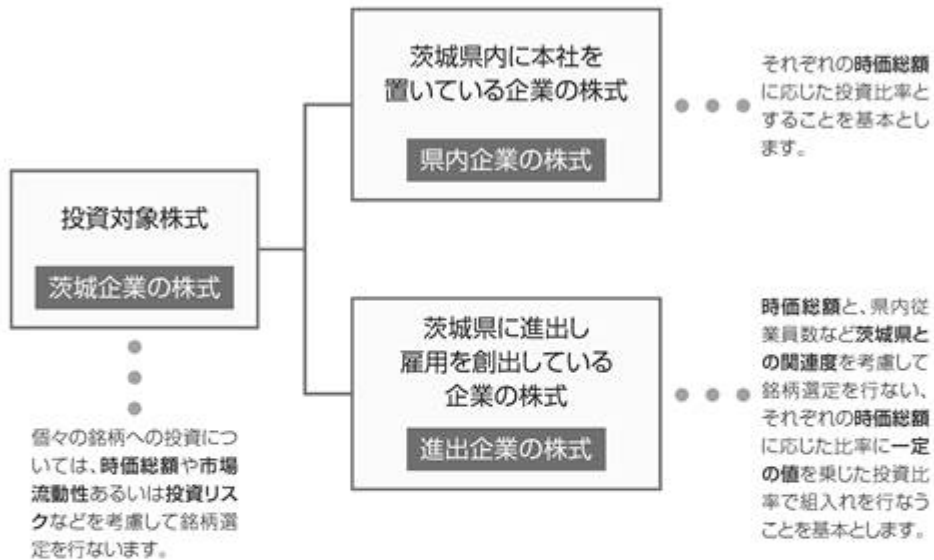 投資対象株式
茨城企業の株式
個々の銘柄への投資につ
いては、時価総額や市場
流動性あるいは投資リス
クなどを考慮して銘柄選
定を行ないます。
茨城県内に本社を
置いている企業の株式
県内企業の株式
それぞれの時価総額
に応じた投資比率と
することを基本とし
ます。
茨城県に進出し
雇用を創出している
企業の株式
進出企業の株式
時価総額と、県内従
業員数など茨城県と
の関連度を考慮して
銘柄選定を行ない、
それぞれの時価総額
に応じた比率に一定
の値を乗じた投資比
率で組入れを行なう
ことを基本とします。